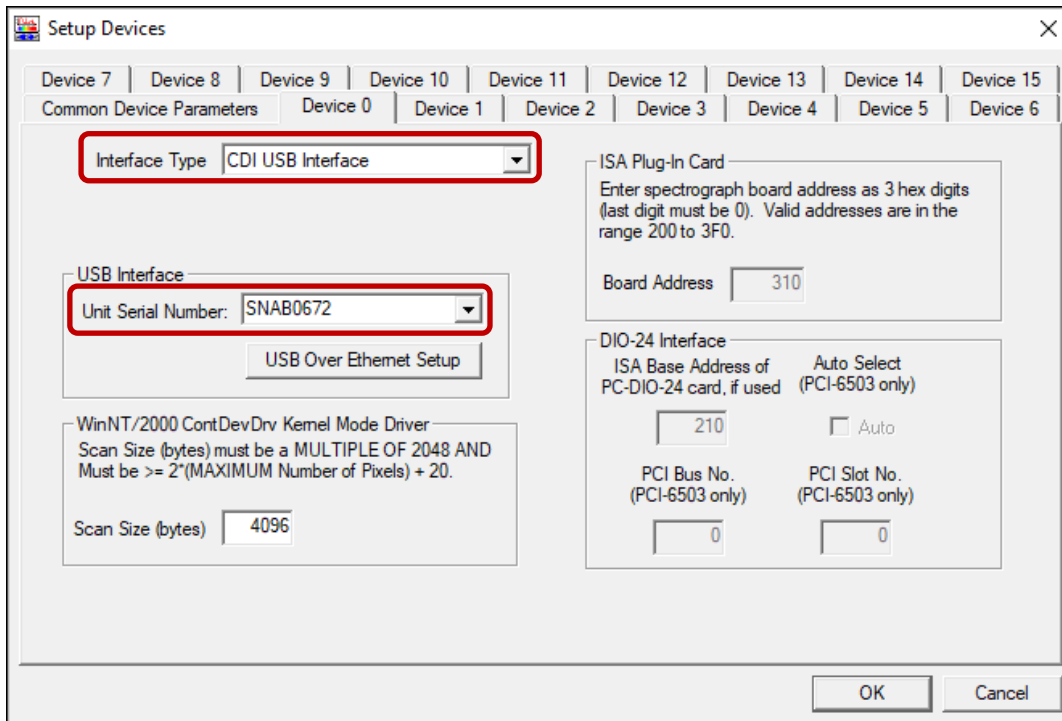 Setup Devices
Device 7 Device 8 Device 9 Device 10 Device 11 Device 12 Device 13 Device 14 Device 15
Common Device Parameters Device 0 Device 1 Device 2 Device 3 Device 4 Device 5 Device 6
Interface Type CDI USB Interface
USB Interface
Unit Serial Number: SNAB0672
USB Over Ethernet Setup
WinNT/2000 ContDevDrv Kernel Mode Driver
Scan Size (bytes) must be a MULTIPLE OF 2048 AND
Must be >= 2*(MAXIMUM Number of Pixels) + 20.
Scan Size (bytes) 4096
ISA Plug-In Card
Enter spectrograph board address as 3 hex digits
(last digit must be 0). Valid addresses are in the
range 200 to 3F0.
Board Address 310
DIO-24 Interface
ISA Base Address of
PC-DIO-24 card, if used
Auto Select
(PCI-6503 only)
210
Auto
PCI Bus No.
(PCI-6503 only)
PCI Slot No.
(PCI-6503 only)
0
0
OK Cancel